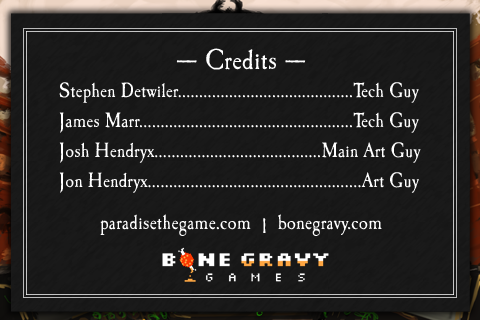 — Credits —
Stephen Detwiler...........................................Tech Guy
James Marr.....................................................Tech Guy
Josh Hendryx.........................................Main Art Guy
Jon Hendryx.....................................................Art Guy
paradisethegame.com | bonegravy.com
BONE GRAVY
GAMES